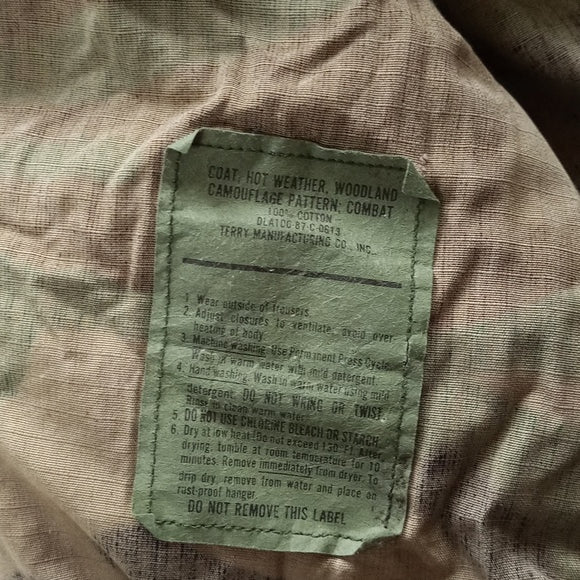 COAT, HOT WEATHER, WOODLAND
CAMOUFLAGE PATTERN: COMBAT
100% COTTON
DLA100 87-C-0613
TERRY MANUFACTURING CO., INC.
1. Wear outside of trousers.
2. Adjust closures to ventilate, avoid over
heating of body.
3. Machine washing: Use Permanent Press Cycle.
Wash in warm water with mild detergent.
4. Hand washing: Wash in warm water using mild
detergent. DO NOT WRING OR TWIST.
Rinse in clean warm water.
5. DO NOT USE CHLORINE BLEACH OR STARCH.
6. Dry at low heat (Do not exceed 130°F). After
drying, tumble at room temperature for 10
minutes. Remove immediately from dryer. To
drip dry, remove from water and place on
rust-proof hanger.
DO NOT REMOVE THIS LABEL